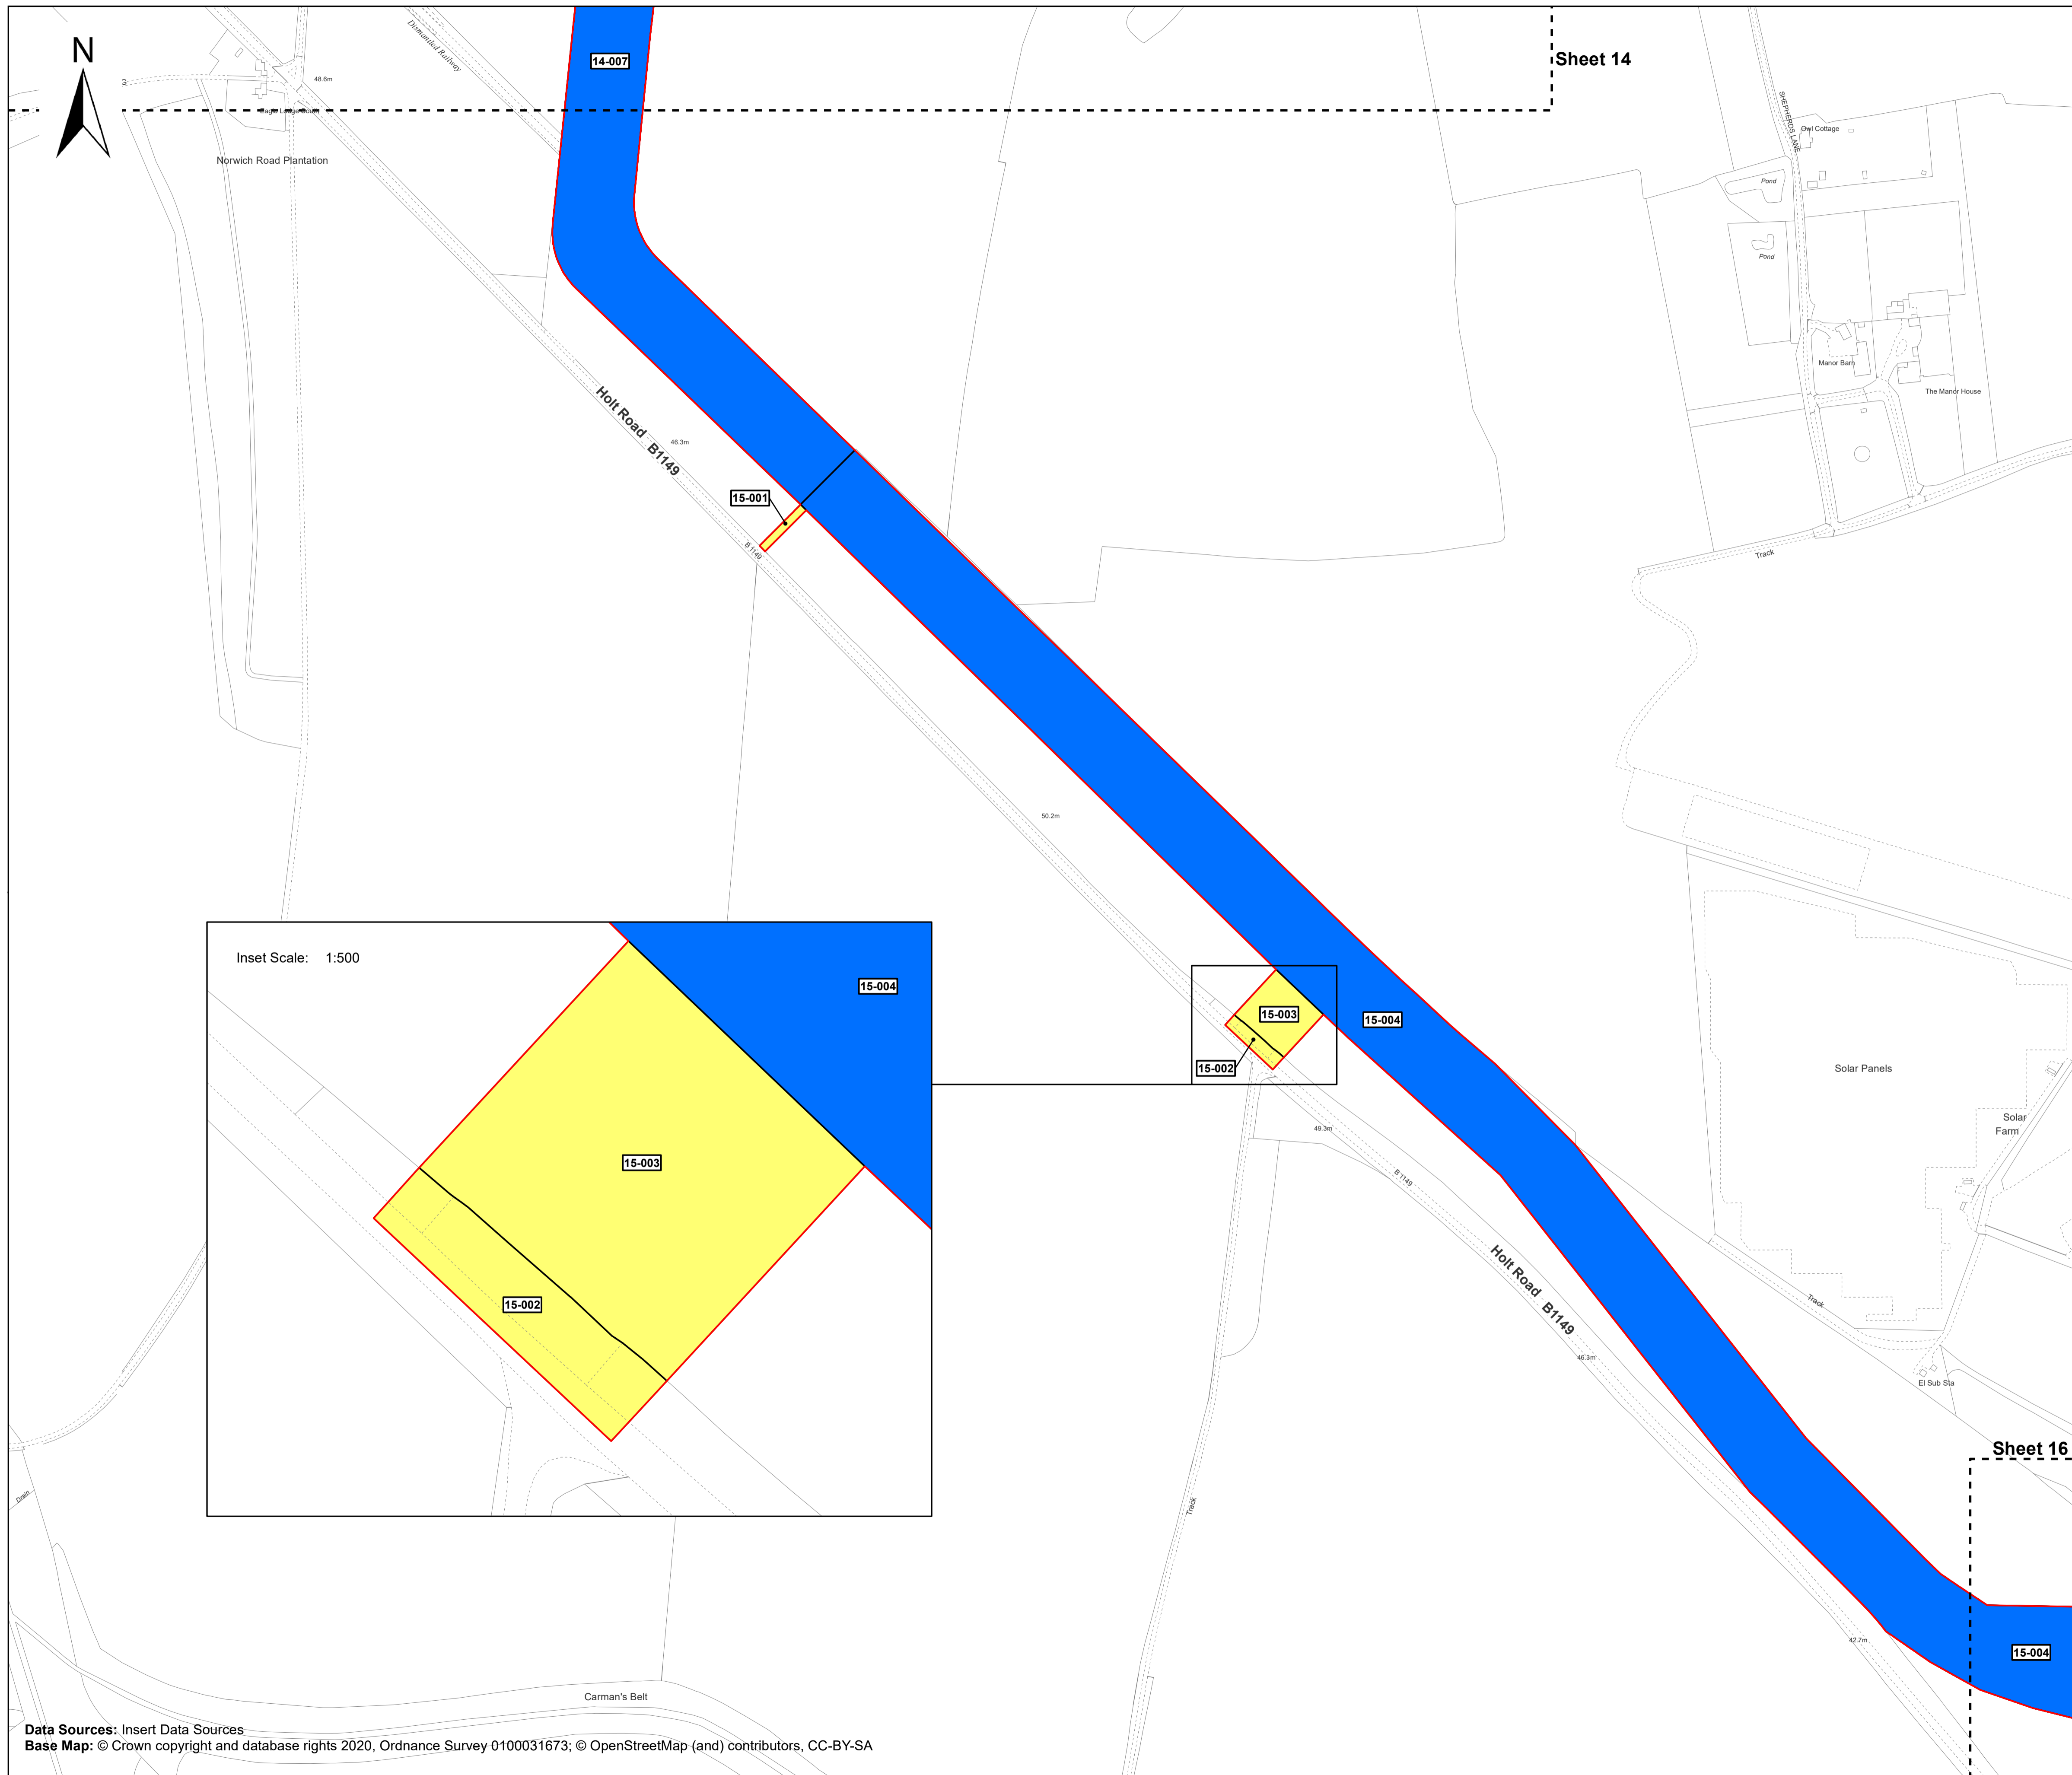 N
Dismantled Railway
14-007
Sheet 14
48.6m
Eagle Lodge South
Norwich Road Plantation
SHEPHERDS LANE
Owl Cottage
Pond
Pond
Manor Barn
The Manor House
Holt Road B1149
46.3m
15-001
B 1149
Track
50.2m
Inset Scale: 1:500
15-004
15-003
15-002
15-003
15-004
15-002
Solar Panels
Solar
Farm
49.3m
B 1149
Holt Road B1149
46.3m
Track
El Sub Sta
Sheet 16
Drain
Track
42.7m
15-004
Carman's Belt
Data Sources: Insert Data Sources
Base Map: © Crown copyright and database rights 2020, Ordnance Survey 0100031673; © OpenStreetMap (and) contributors, CC-BY-SA